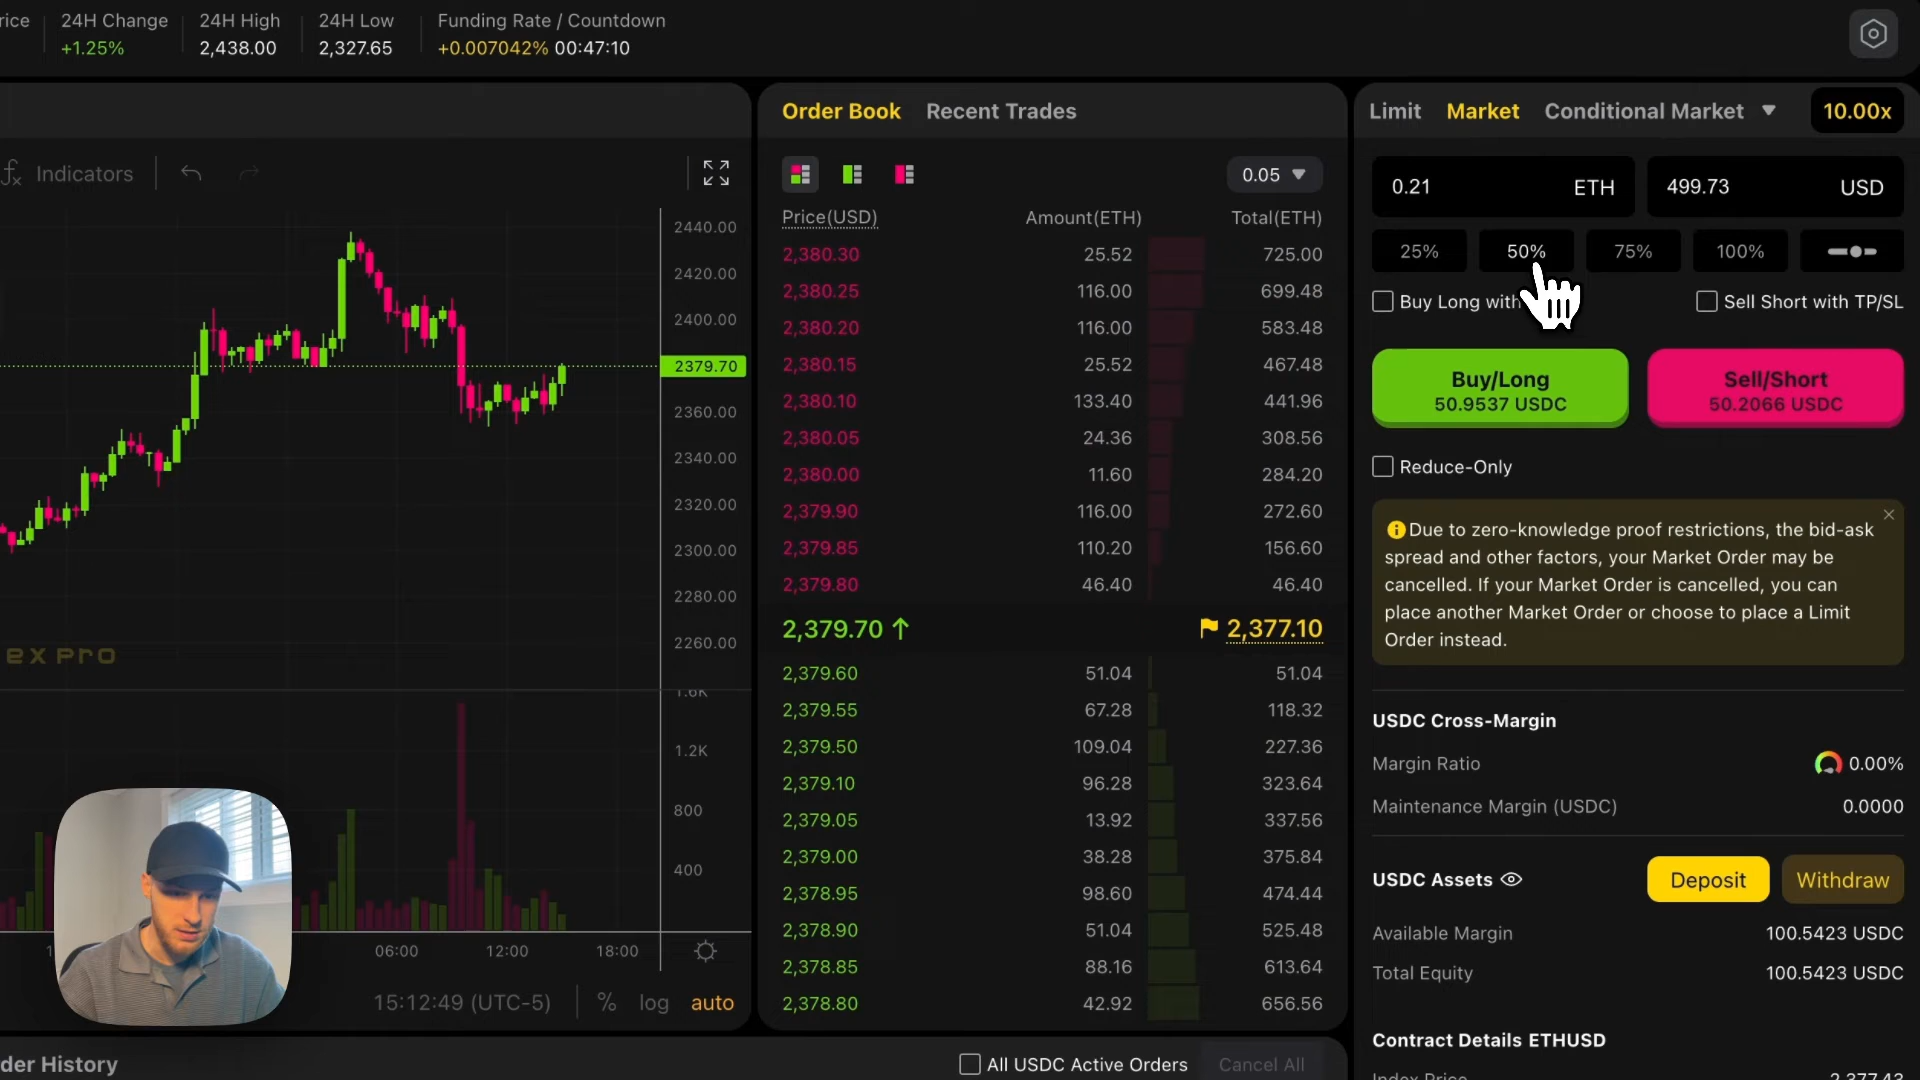 rice
24H Change
24H High
24H Low
Funding Rate / Countdown
+1.25%
2,438.00
2,327.65
+0.007042% 00:47:10
Indicators
2440.00
2420.00
2400.00
2379.70
2360.00
2340.00
2320.00
2300.00
2280.00
2260.00
ex pro
1.6K
1.2K
800
400
06:00
12:00
18:00
15:12:49 (UTC-5)
%
log
auto
Order Book
Recent Trades
0.05
Price(USD)
Amount(ETH)
Total(ETH)
2,380.30 25.52 725.00
2,380.25 116.00 699.48
2,380.20 116.00 583.48
2,380.15 25.52 467.48
2,380.10 133.40 441.96
2,380.05 24.36 308.56
2,380.00 11.60 284.20
2,379.90 116.00 272.60
2,379.85 110.20 156.60
2,379.80 46.40 46.40
2,379.70 ↑ 2,377.10
2,379.60 51.04 51.04
2,379.55 67.28 118.32
2,379.50 109.04 227.36
2,379.10 96.28 323.64
2,379.05 13.92 337.56
2,379.00 38.28 375.84
2,378.95 98.60 474.44
2,378.90 51.04 525.48
2,378.85 88.16 613.64
2,378.80 42.92 656.56
Limit
Market
Conditional Market
10.00x
0.21 ETH
499.73 USD
25%
50%
75%
100%
Buy Long with
Sell Short with TP/SL
Buy/Long
50.9537 USDC
Sell/Short
50.2066 USDC
Reduce-Only
Due to zero-knowledge proof restrictions, the bid-ask
spread and other factors, your Market Order may be
cancelled. If your Market Order is cancelled, you can
place another Market Order or choose to place a Limit
Order instead.
USDC Cross-Margin
Margin Ratio 0.00%
Maintenance Margin (USDC) 0.0000
USDC Assets
Deposit
Withdraw
Available Margin 100.5423 USDC
Total Equity 100.5423 USDC
Contract Details ETHUSD
Index Price 2,377.43
der History
All USDC Active Orders
Cancel All